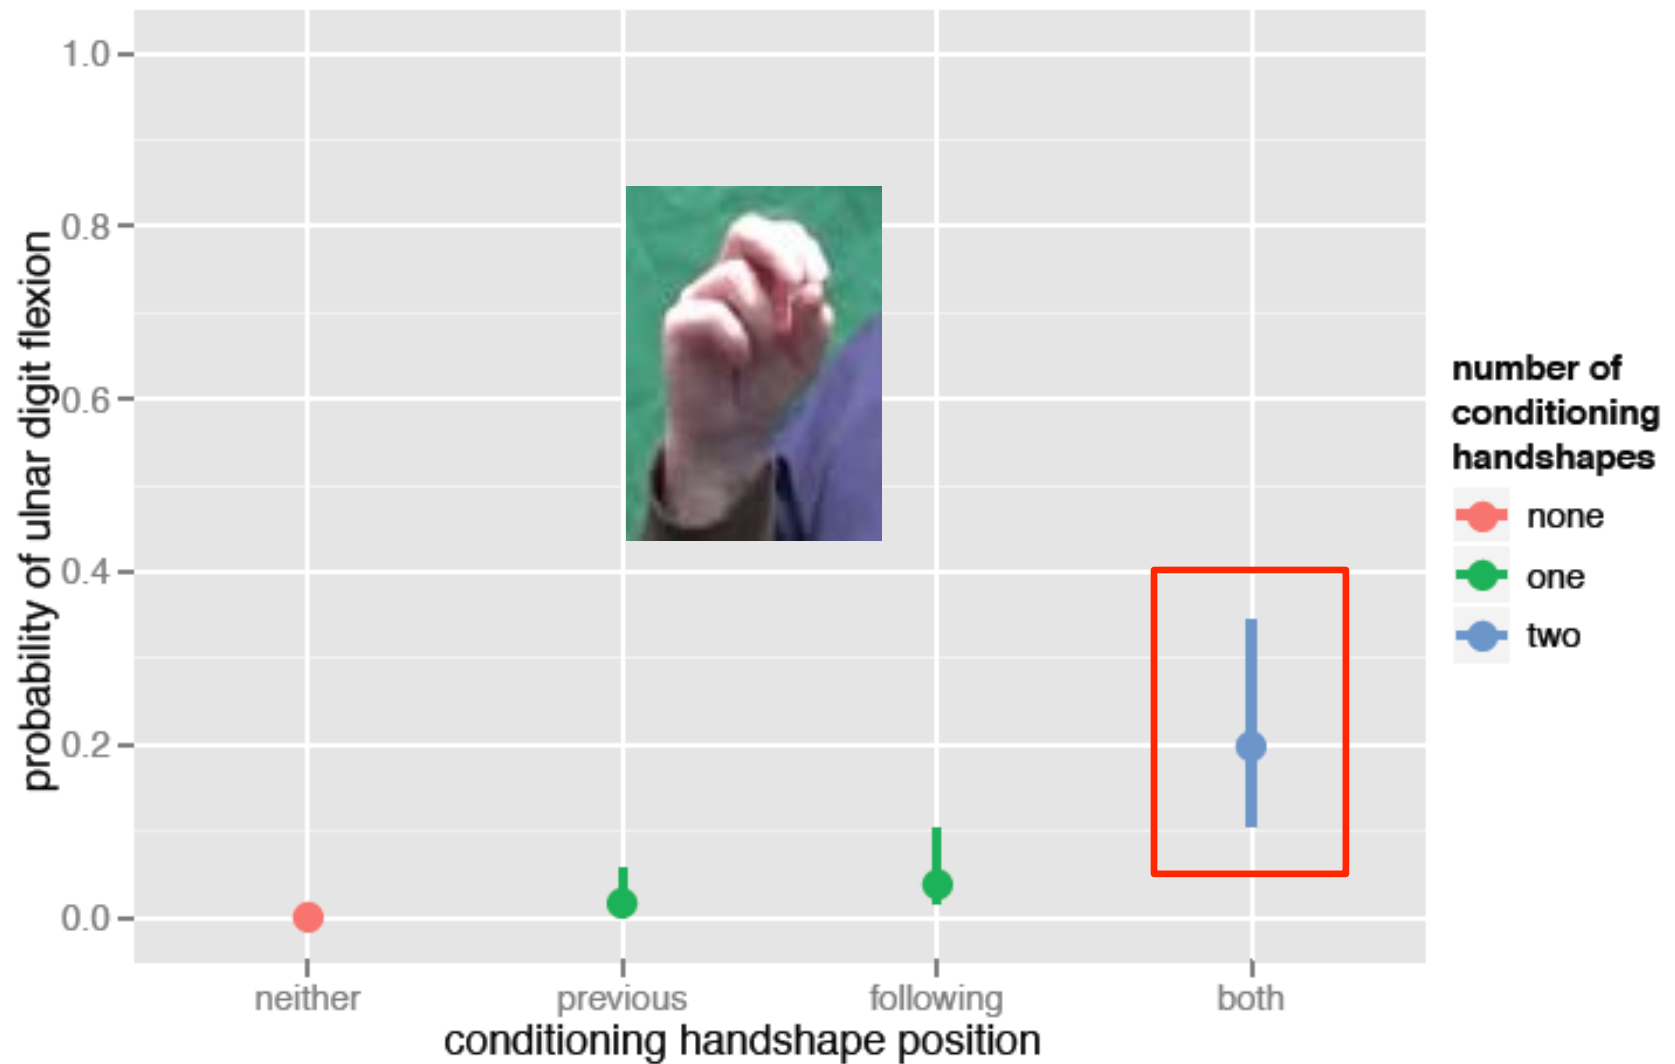 probability of ulnar digit flexion
1.0
0.8
0.6
0.4
0.2
0.0
neither previous following both
conditioning handshape position
number of
conditioning
handshapes
none
one
two